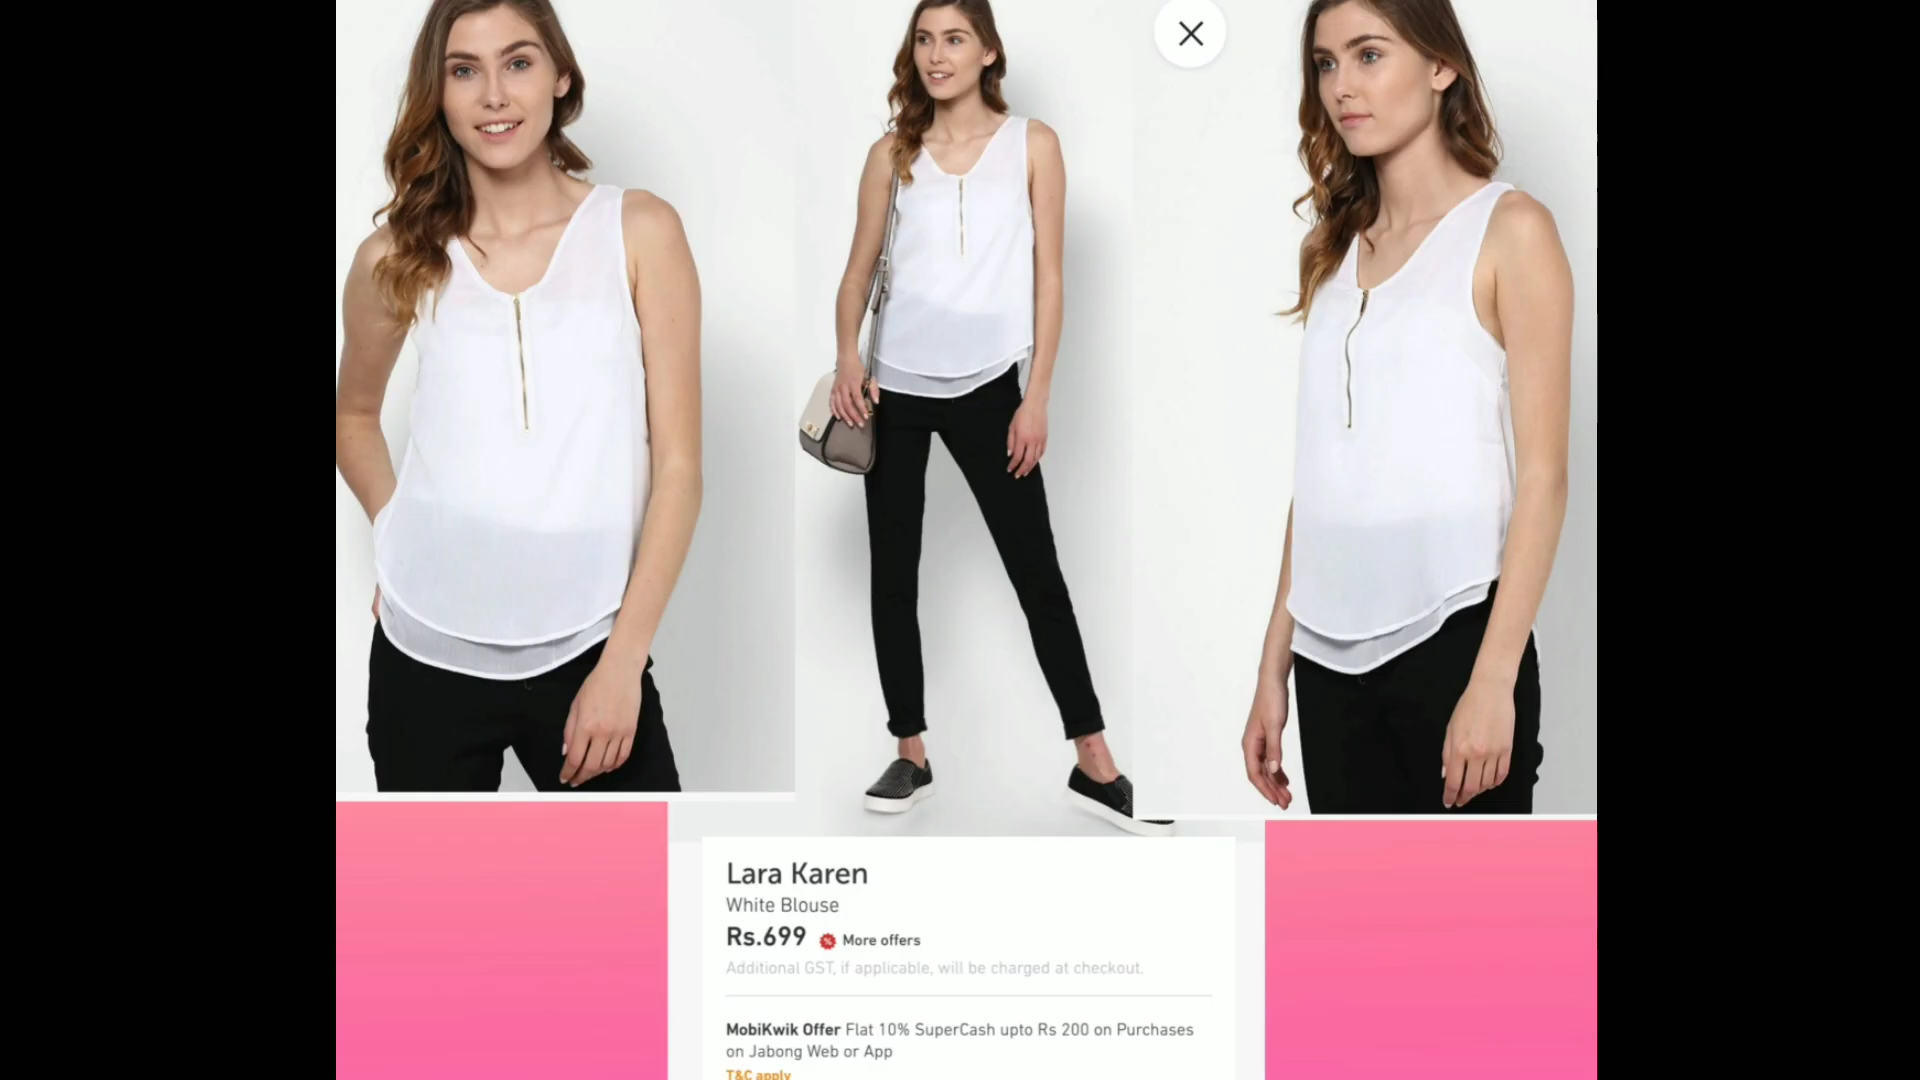 Lara Karen
White Blouse
Rs.699 More offers
Additional GST, if applicable, will be charged at checkout.
MobiKwik Offer Flat 10% SuperCash upto Rs 200 on Purchases
on Jabong Web or App
T&C apply